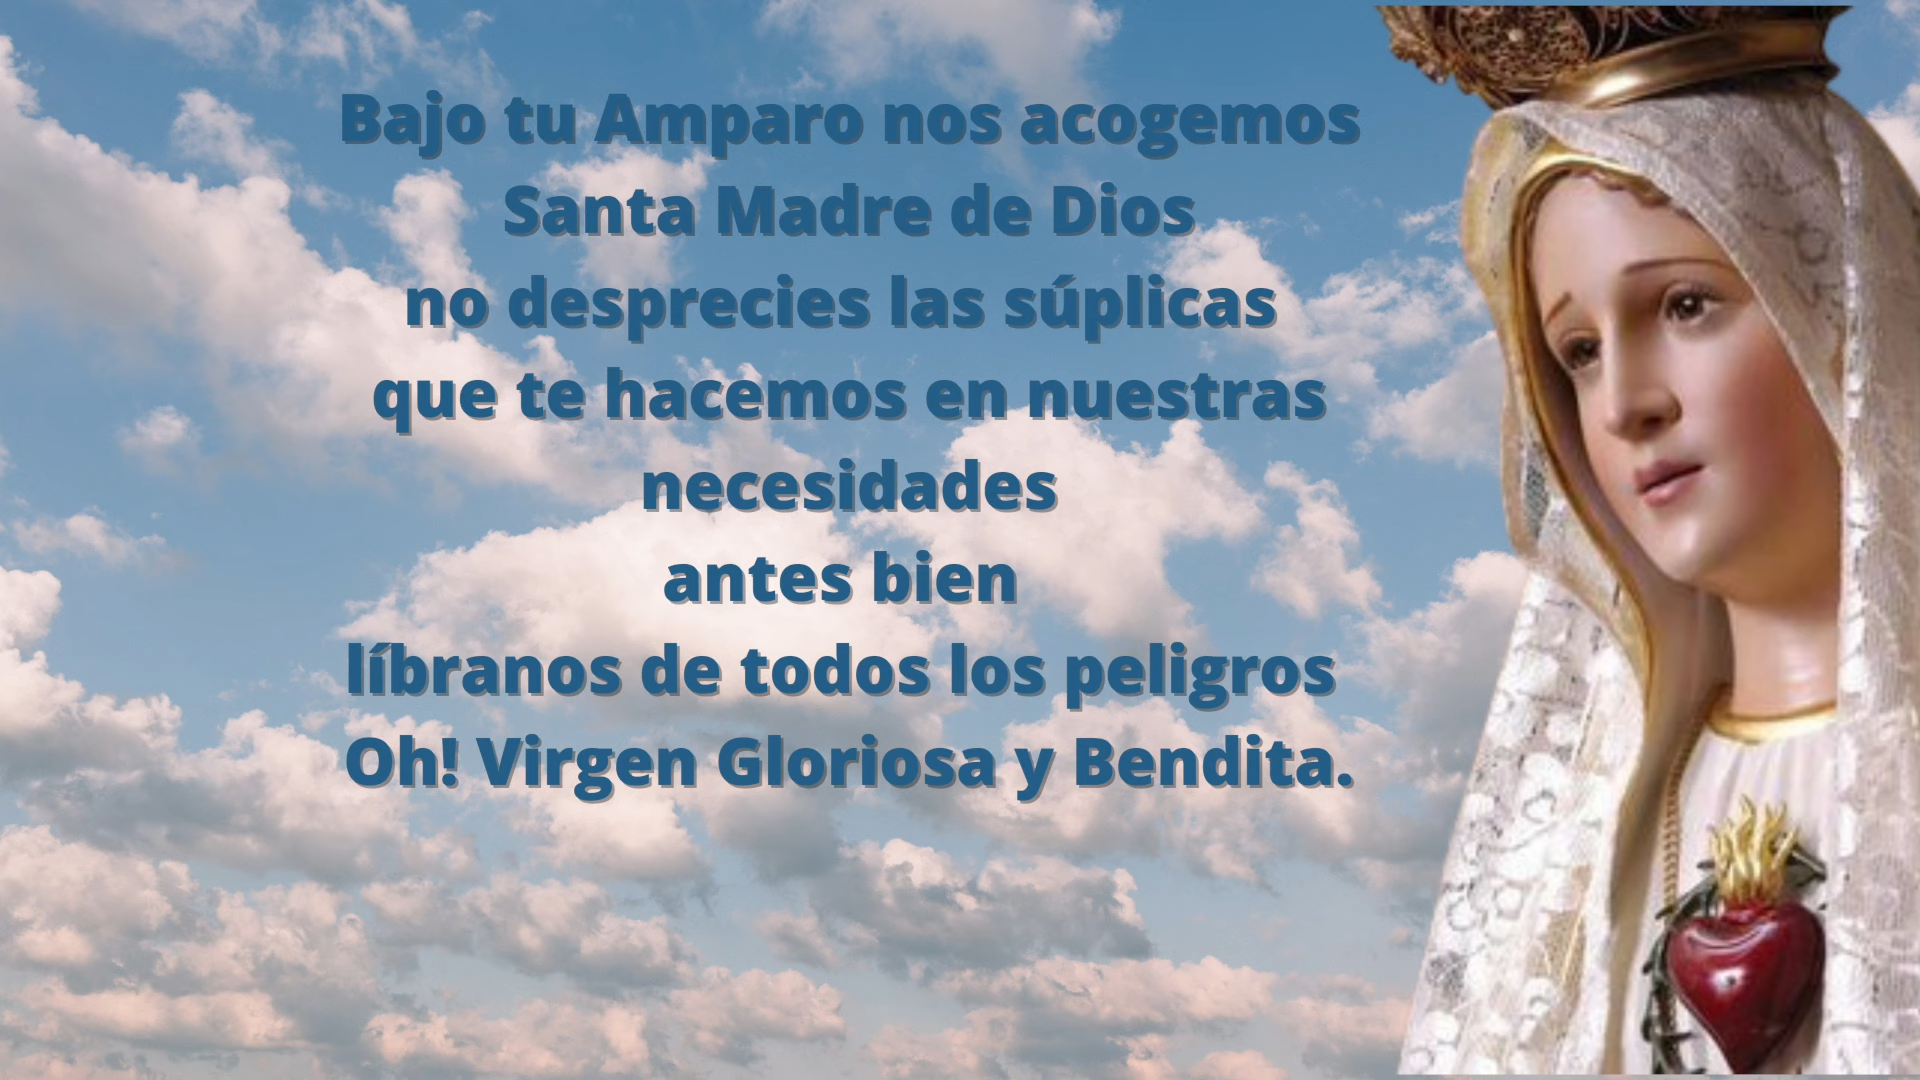 Bajo tu Amparo nos acogemos
Santa Madre de Dios
no desprecies las súplicas
que te hacemos en nuestras
necesidades
antes bien
líbranos de todos los peligros
Oh! Virgen Gloriosa y Bendita.